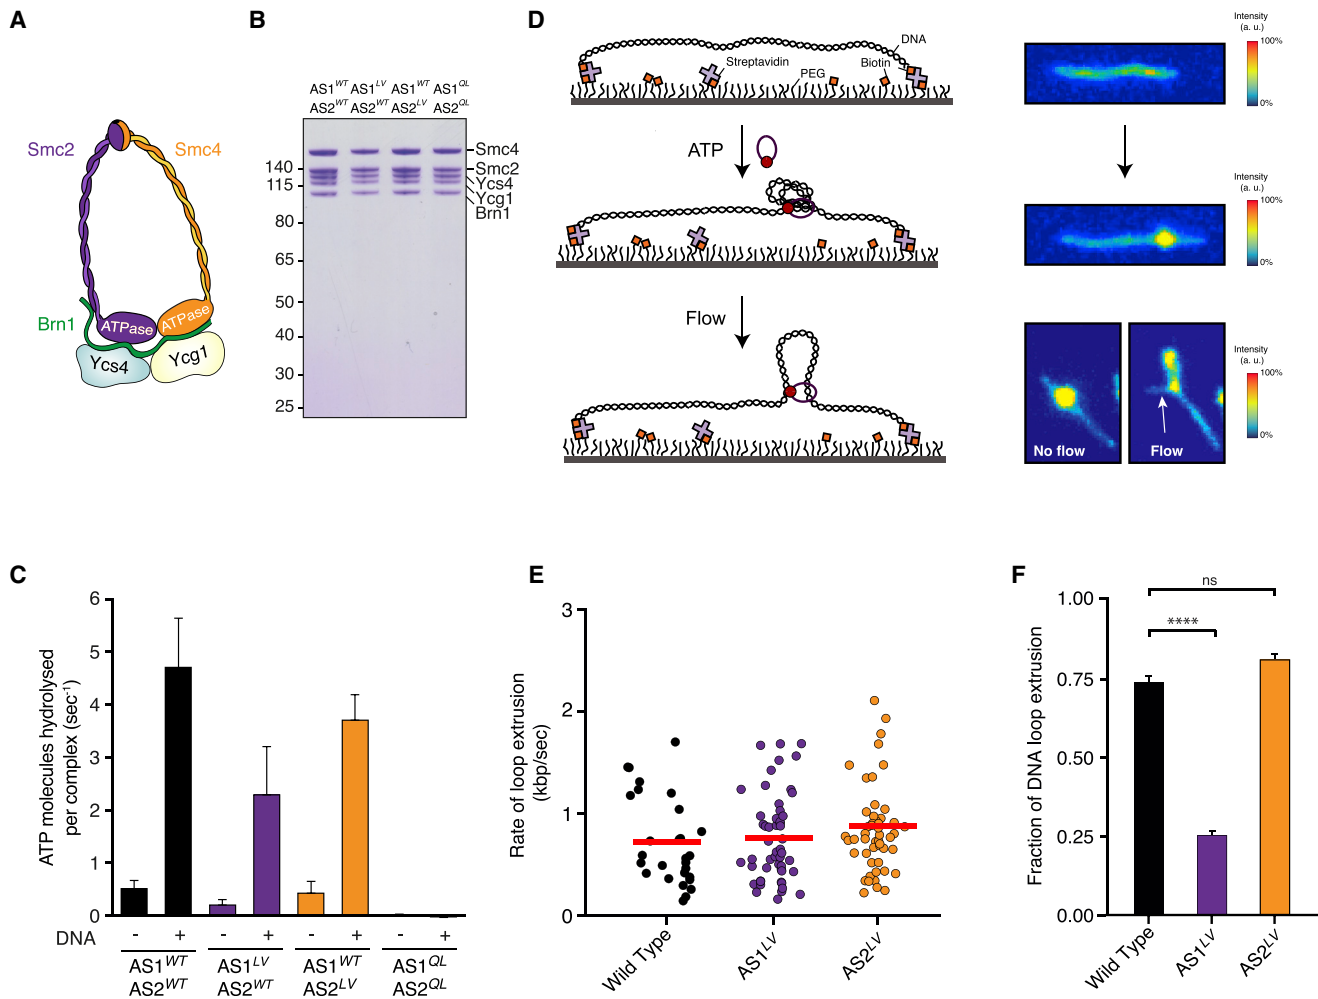 A
Smc2
Smc4
ATPase
ATPase
Brn1
Ycs4
Ycg1
B
AS1WT AS1LV AS1WT AS1QL
AS2WT AS2WT AS2LV AS2QL
140
115
80
65
50
40
30
25
Smc4
Smc2
Ycs4
Ycg1
Brn1
D
DNA
Streptavidin
PEG
Biotin
ATP
Flow
Intensity
(a. u.)
100%
0%
Intensity
(a. u.)
100%
0%
Intensity
(a. u.)
100%
0%
No flow
Flow
C
ATP molecules hydrolysed
per complex (sec-1)
6
5
4
3
2
1
0
DNA - + - + - + - +
AS1WT AS1LV AS1WT AS1QL
AS2WT AS2WT AS2LV AS2QL
E
Rate of loop extrusion
(kbp/sec)
3
2
1
0
Wild Type
AS1LV
AS2LV
F
Fraction of DNA loop extrusion
1.00
0.75
0.50
0.25
0.00
ns
****
Wild Type
AS1LV
AS2LV